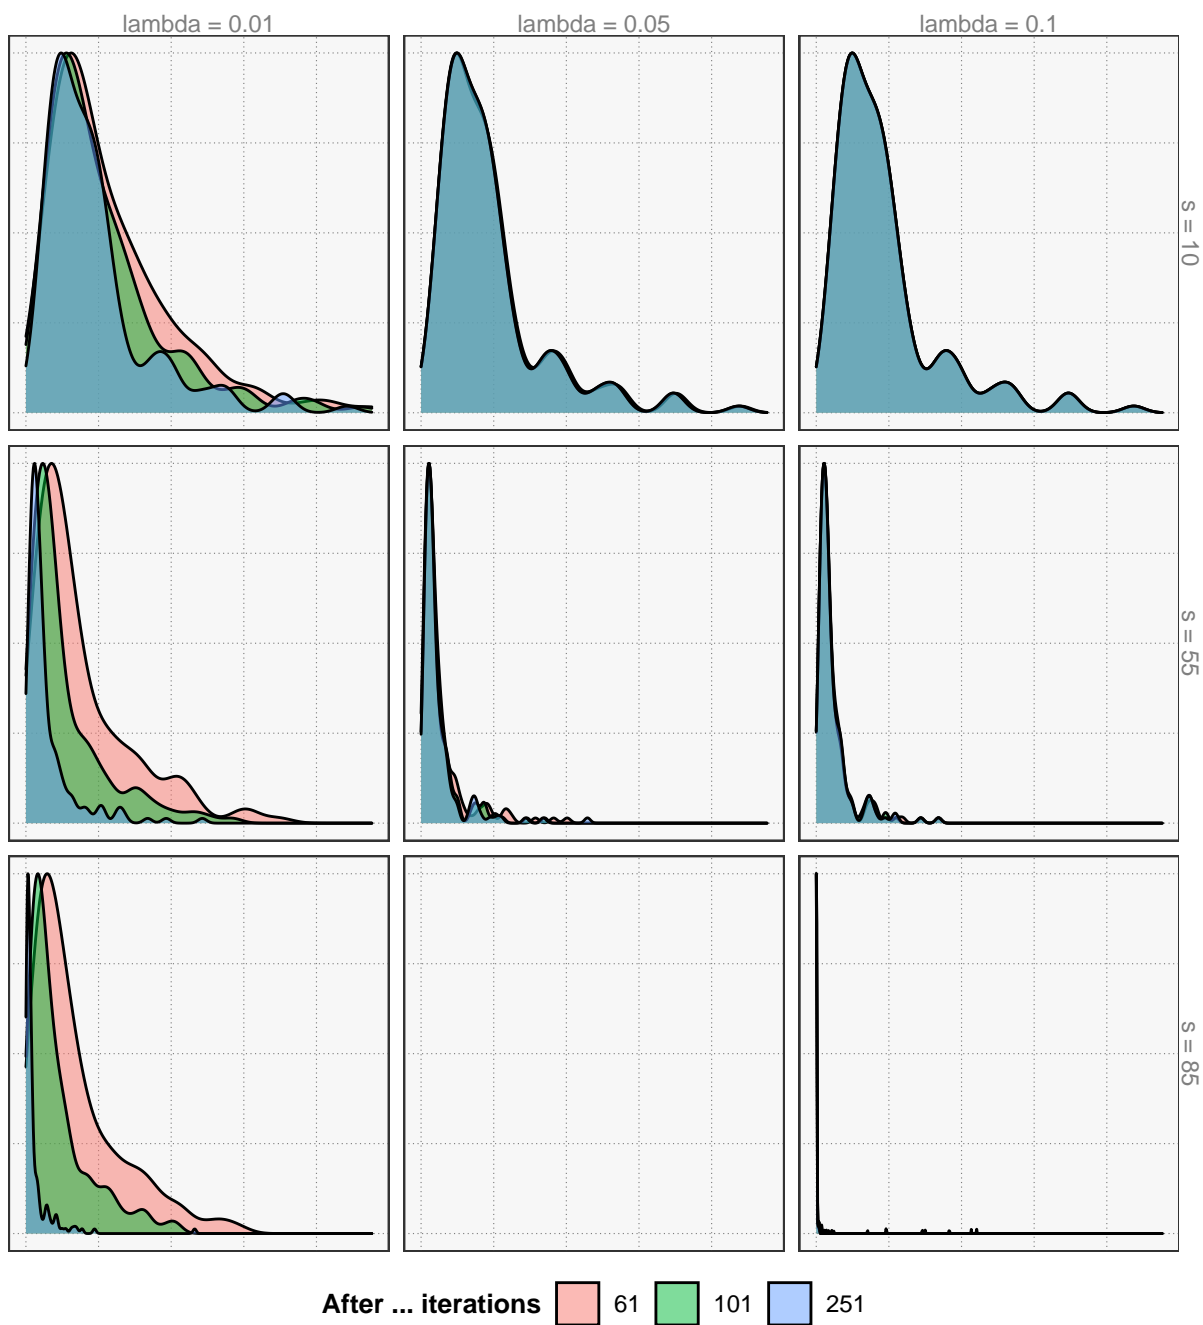 lambda = 0.01
lambda = 0.05
lambda = 0.1
s = 10
s = 55
s = 85
After ... iterations 61 101 251